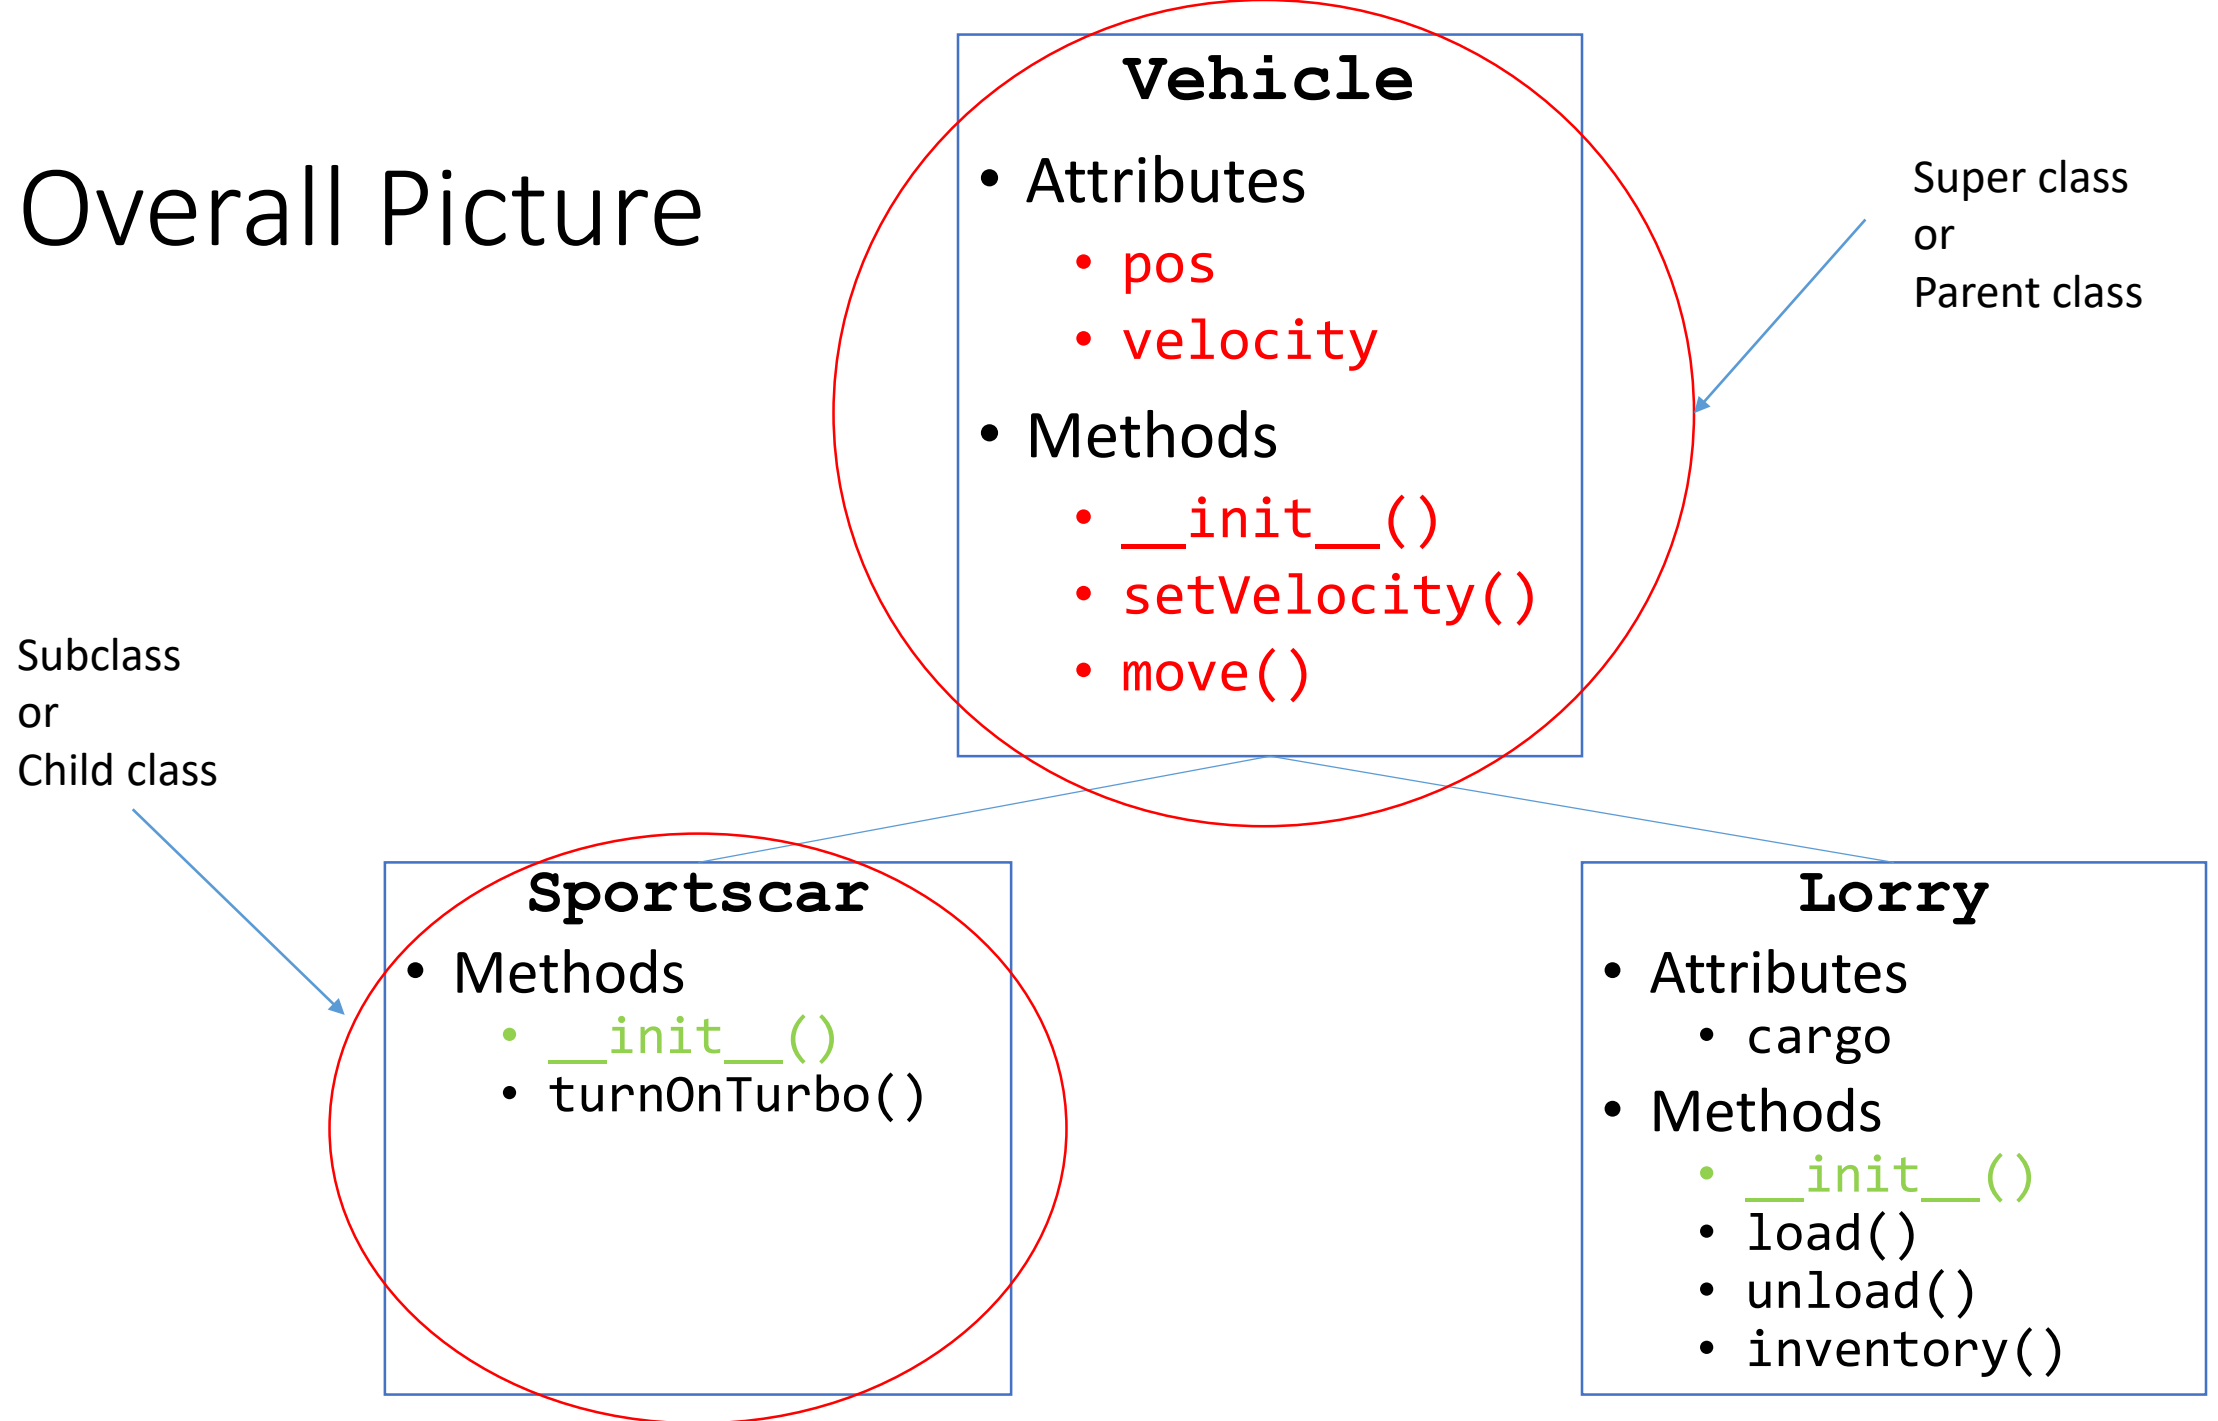 Overall Picture
Vehicle
• Attributes
• pos
• velocity
• Methods
• __init__()
• setVelocity()
• move()
Super class
or
Parent class
Subclass
or
Child class
Sportscar
• Methods
• __init__()
• turnOnTurbo()
Lorry
• Attributes
• cargo
• Methods
• __init__()
• load()
• unload()
• inventory()